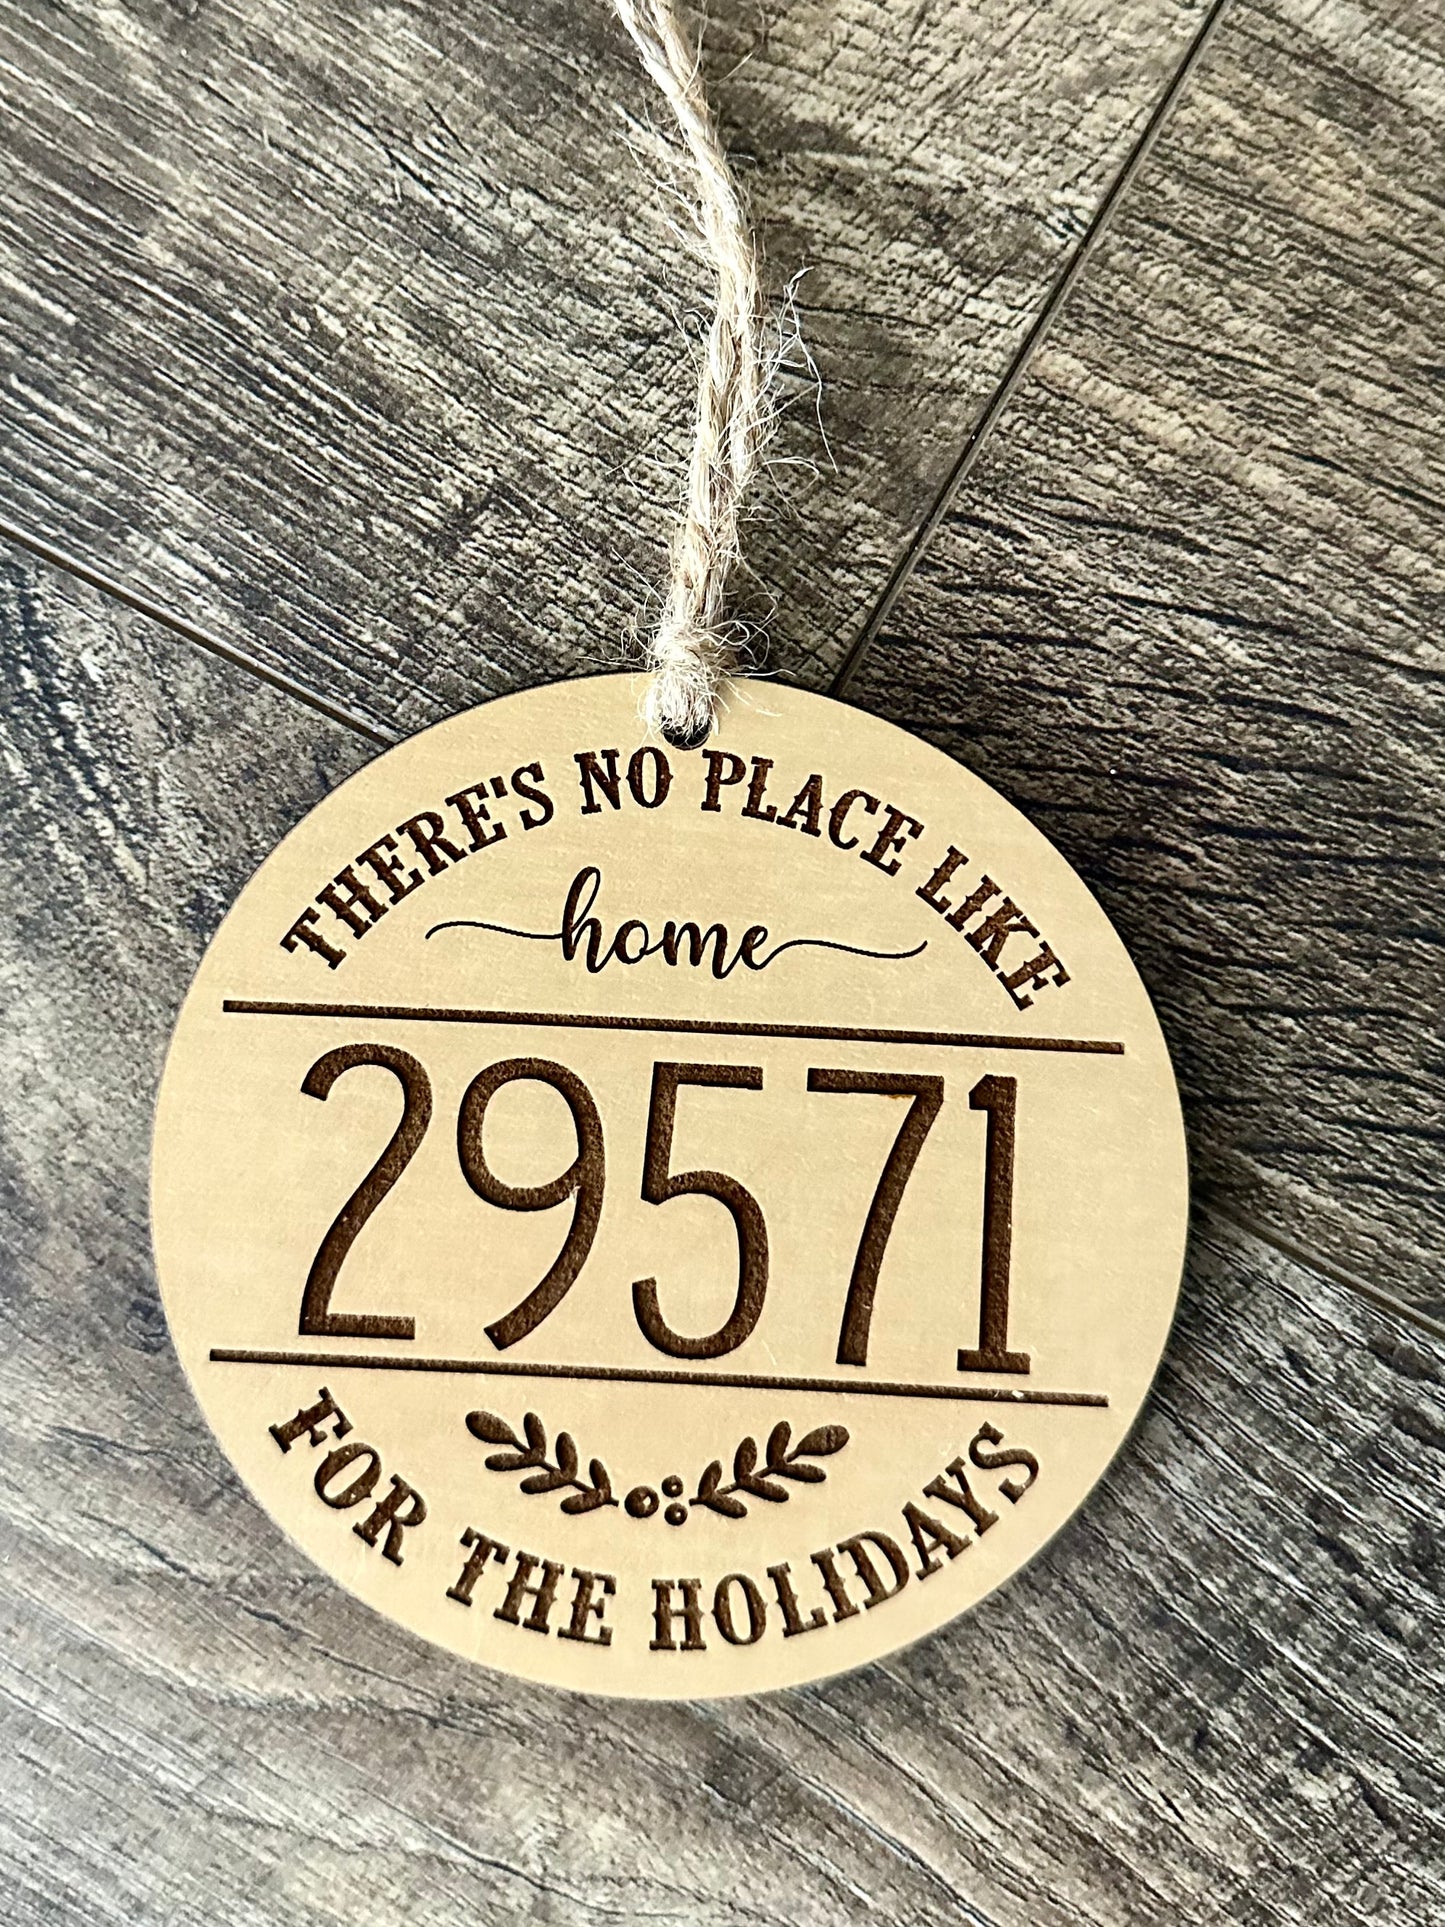 THERE'S NO PLACE LIKE
home
29571
FOR THE HOLIDAYS